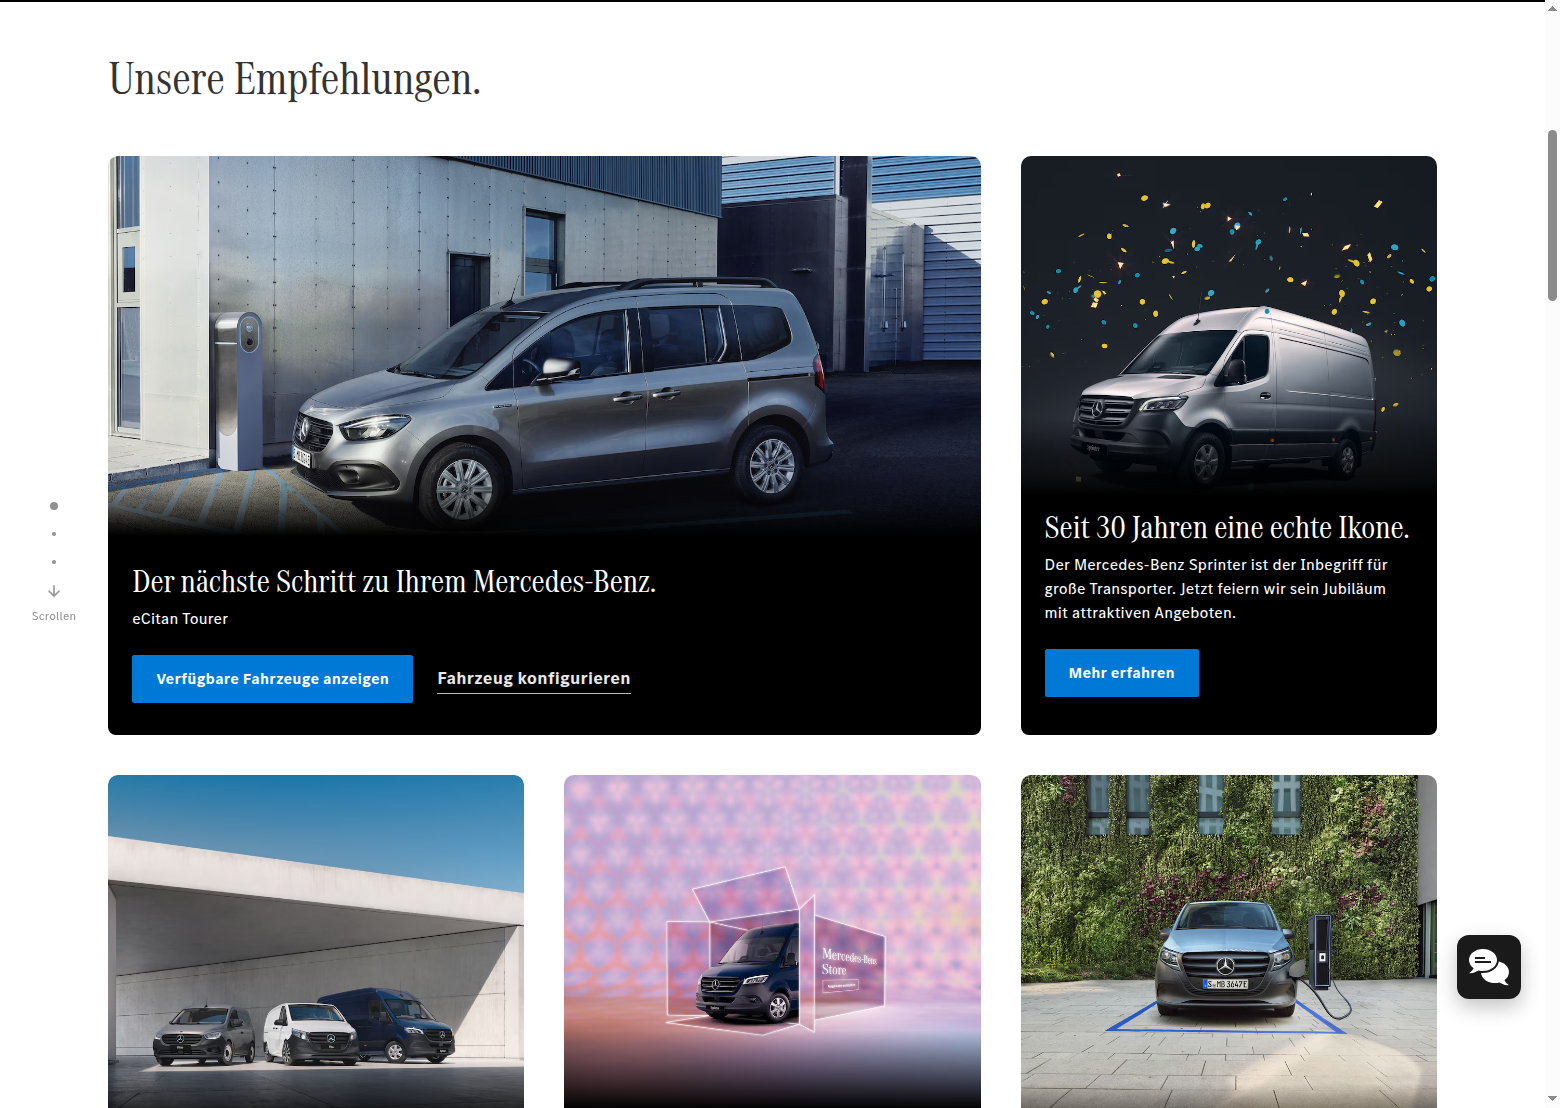 Unsere Empfehlungen.
Der nächste Schritt zu Ihrem Mercedes-Benz.
eCitan Tourer
Verfügbare Fahrzeuge anzeigen
Fahrzeug konfigurieren
Seit 30 Jahren eine echte Ikone.
Der Mercedes-Benz Sprinter ist der Inbegriff für
große Transporter. Jetzt feiern wir sein Jubiläum
mit attraktiven Angeboten.
Mehr erfahren
Scrollen
Mercedes-Benz
Store
MB 3647E